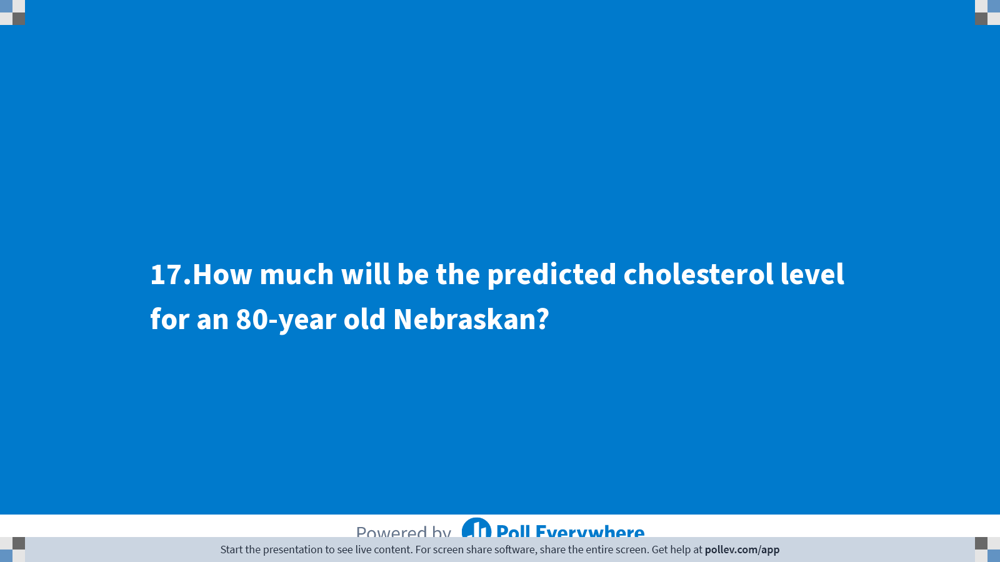 17.How much will be the predicted cholesterol level
for an 80-year old Nebraskan?
Powered by Poll Everywhere
Start the presentation to see live content. For screen share software, share the entire screen. Get help at pollev.com/app